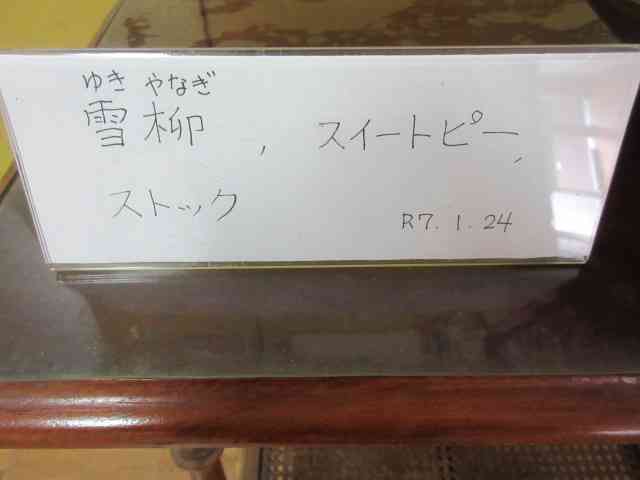 ゆき やなぎ
雪柳, スイートピー,
ストック
R7.1.24